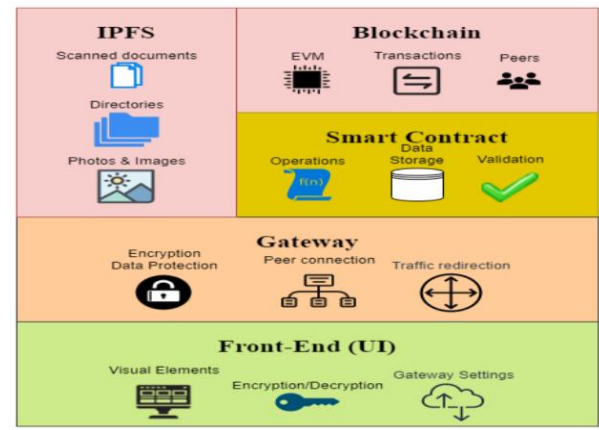 IPFS
Scanned documents
Directories
Photos & Images
Blockchain
EVM
Transactions
Peers
Smart Contract
Operations
f(n)
Data
Storage
Validation
Gateway
Encryption
Data Protection
Peer connection
Traffic redirection
Front-End (UI)
Visual Elements
Encryption/Decryption
Gateway Settings